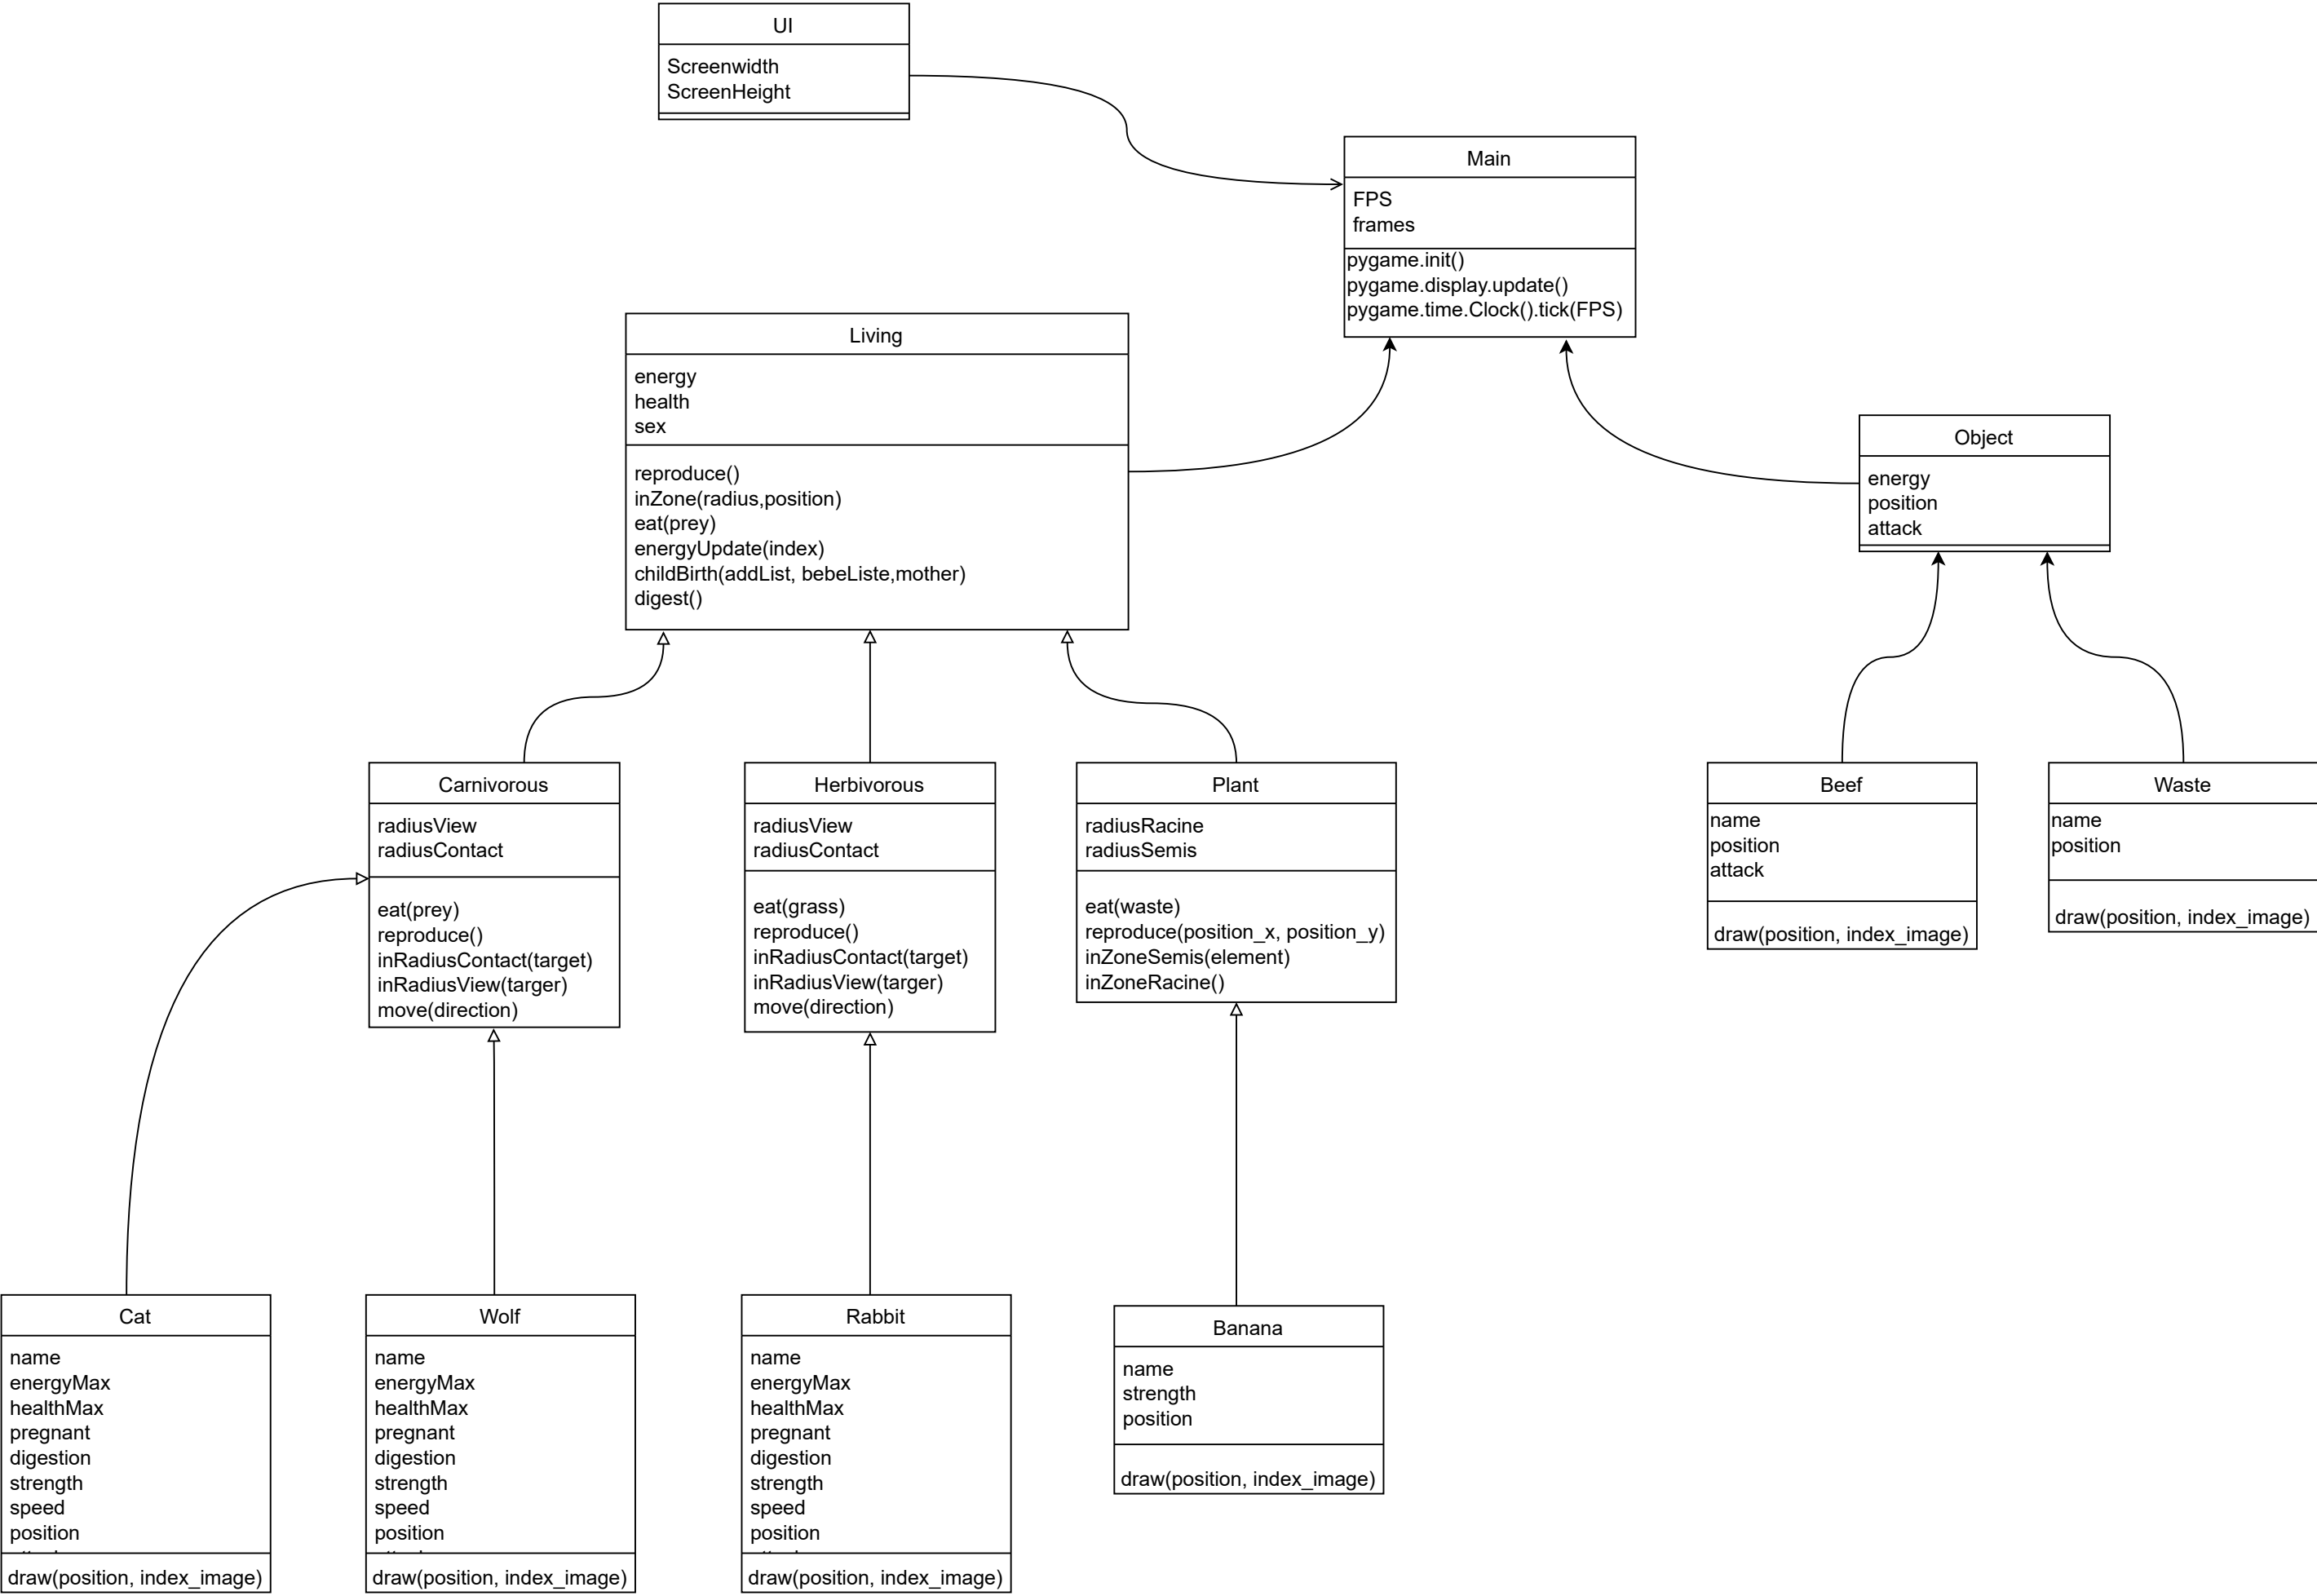 UI
Screenwidth
ScreenHeight
Main
FPS
frames
pygame.init()
pygame.display.update()
pygame.time.Clock().tick(FPS)
Living
energy
health
sex
reproduce()
inZone(radius,position)
eat(prey)
energyUpdate(index)
childBirth(addList, bebeListe,mother)
digest()
Object
energy
position
attack
Carnivorous
radiusView
radiusContact
eat(prey)
reproduce()
inRadiusContact(target)
inRadiusView(targer)
move(direction)
Herbivorous
radiusView
radiusContact
eat(grass)
reproduce()
inRadiusContact(target)
inRadiusView(targer)
move(direction)
Plant
radiusRacine
radiusSemis
eat(waste)
reproduce(position_x, position_y)
inZoneSemis(element)
inZoneRacine()
Beef
name
position
attack
draw(position, index_image)
Waste
name
position
draw(position, index_image)
Cat
name
energyMax
healthMax
pregnant
digestion
strength
speed
position
draw(position, index_image)
Wolf
name
energyMax
healthMax
pregnant
digestion
strength
speed
position
draw(position, index_image)
Rabbit
name
energyMax
healthMax
pregnant
digestion
strength
speed
position
draw(position, index_image)
Banana
name
strength
position
draw(position, index_image)